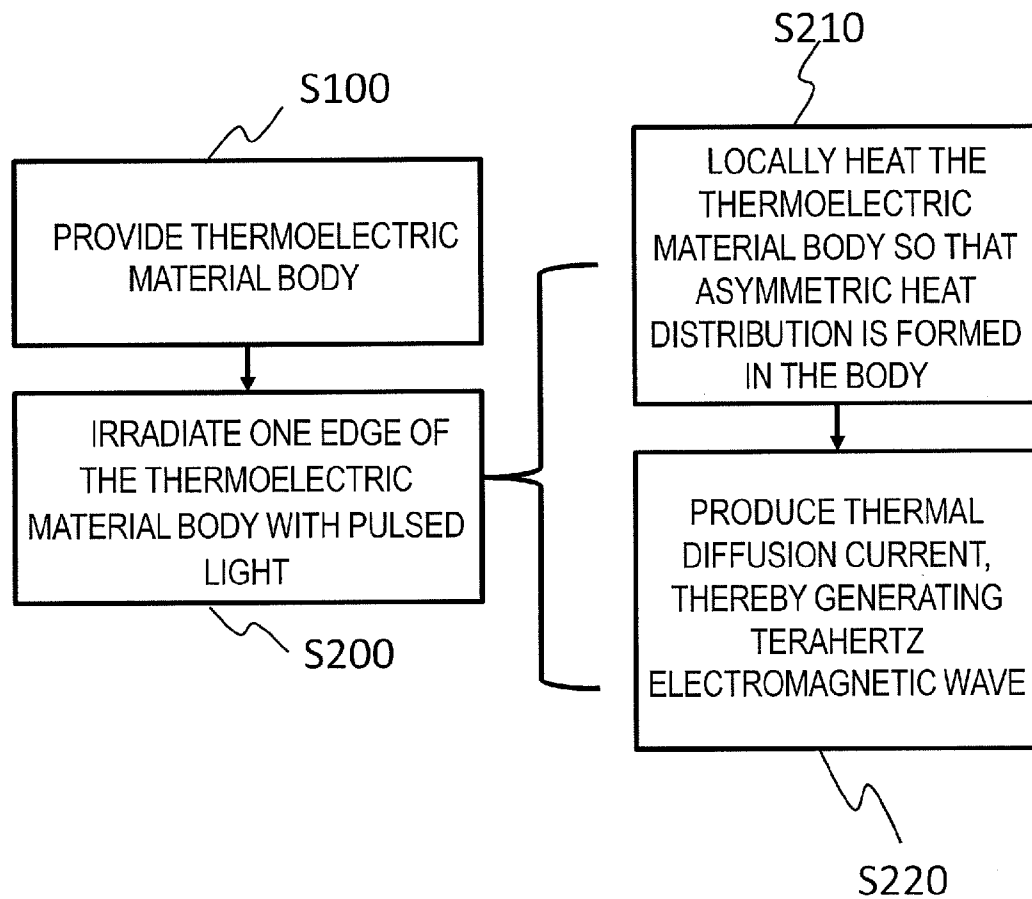 S100
PROVIDE THERMOELECTRIC
MATERIAL BODY
IRRADIATE ONE EDGE OF
THE THERMOELECTRIC
MATERIAL BODY WITH PULSED
LIGHT
S200
S210
LOCALLY HEAT THE
THERMOELECTRIC
MATERIAL BODY SO THAT
ASYMMETRIC HEAT
DISTRIBUTION IS FORMED
IN THE BODY
PRODUCE THERMAL
DIFFUSION CURRENT,
THEREBY GENERATING
TERAHERTZ
ELECTROMAGNETIC WAVE
S220